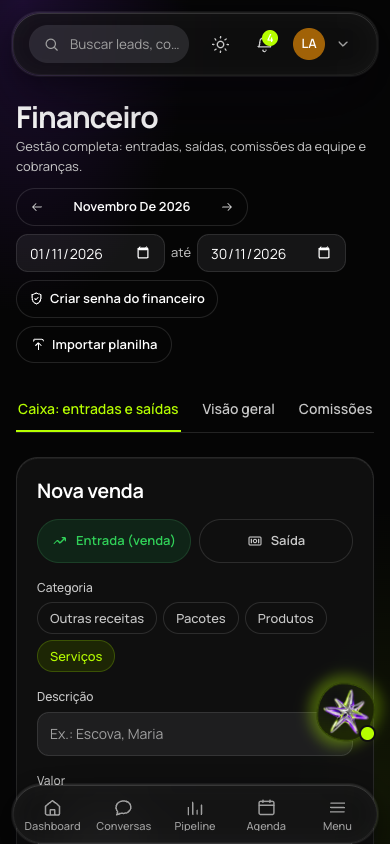 Buscar leads, co...
4
LA
Financeiro
Gestão completa: entradas, saídas, comissões da equipe e
cobranças.
← Novembro De 2026 →
01/11/2026 até 30/11/2026
Criar senha do financeiro
Importar planilha
Caixa: entradas e saídas Visão geral Comissões
Nova venda
Entrada (venda) Saída
Categoria
Outras receitas Pacotes Produtos
Serviços
Descrição
Ex.: Escova, Maria
Valor
Dashboard Conversas Pipeline Agenda Menu